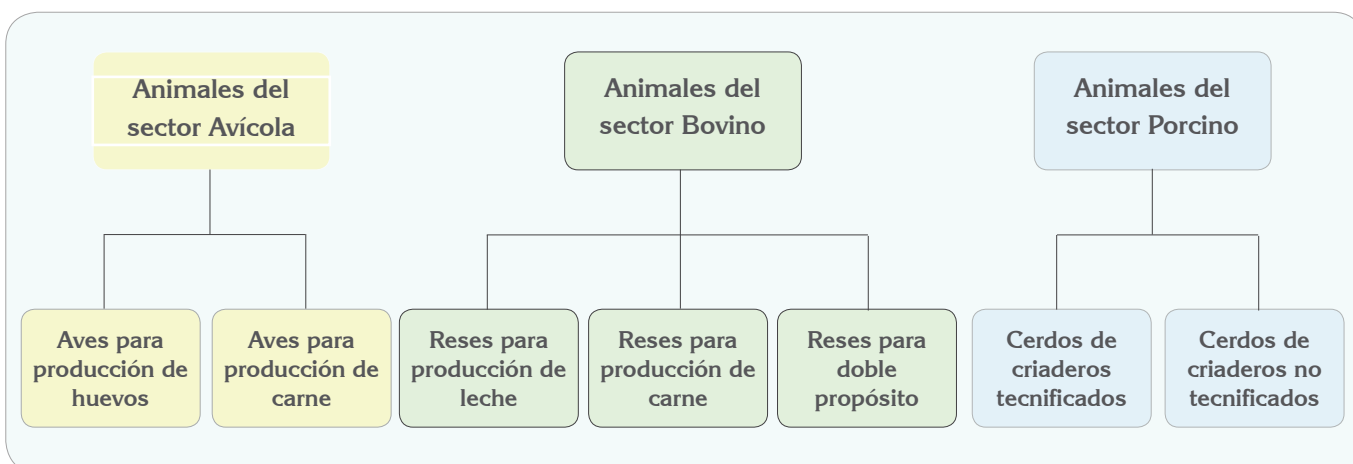 Animales del
sector Avícola
Animales del
sector Bovino
Animales del
sector Porcino
Aves para
producción de
huevos
Aves para
producción de
carne
Reses para
producción de
leche
Reses para
producción de
carne
Reses para
doble
propósito
Cerdos de
criaderos
tecnificados
Cerdos de
criaderos no
tecnificados